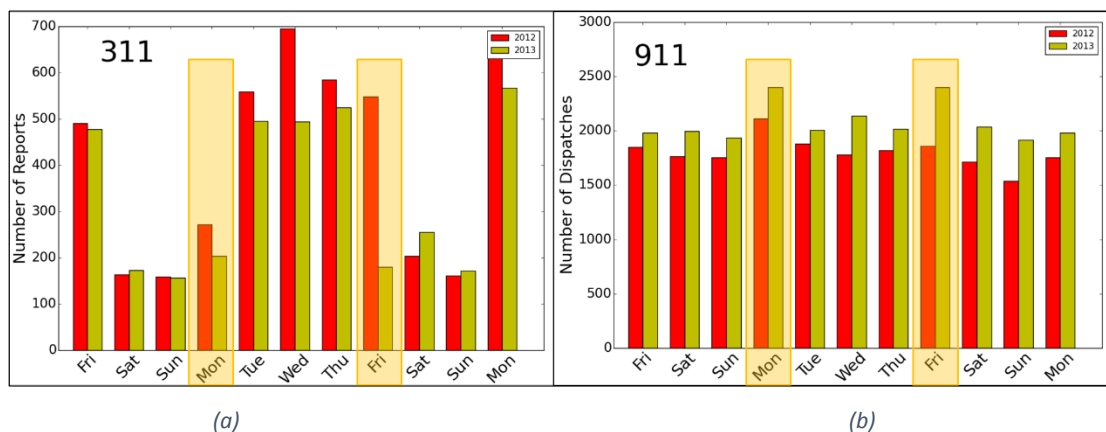 311
2012
2013
Number of Reports
700
600
500
400
300
200
100
0
Fri
Sat
Sun
Mon
Tue
Wed
Thu
Fri
Sat
Sun
Mon
(a)
911
2012
2013
Number of Dispatches
3000
2500
2000
1500
1000
500
0
Fri
Sat
Sun
Mon
Tue
Wed
Thu
Fri
Sat
Sun
Mon
(b)